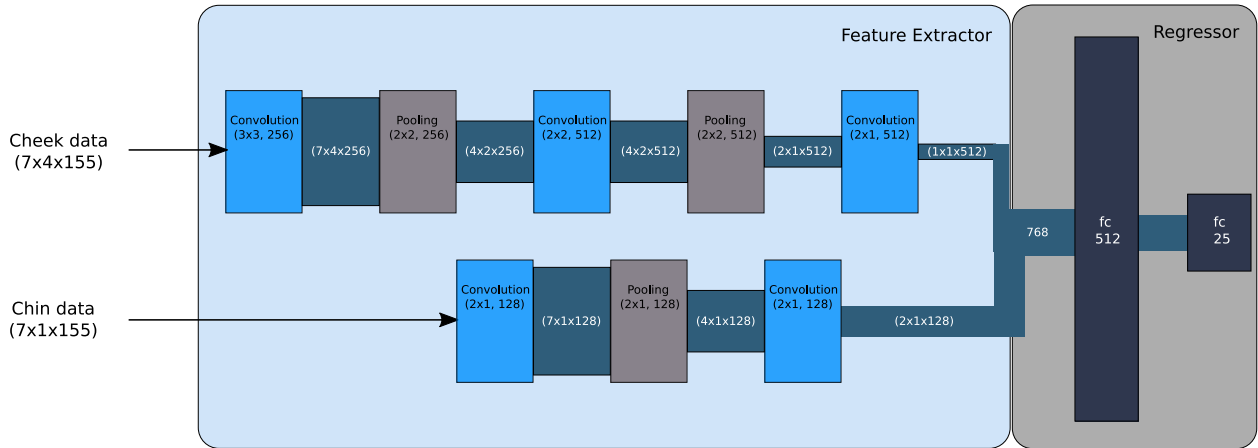 Feature Extractor
Regressor
Cheek data
(7x4x155)
Convolution
(3x3, 256)
(7x4x256)
Pooling
(2x2, 256)
(4x2x256)
Convolution
(2x2, 512)
(4x2x512)
Pooling
(2x2, 512)
(2x1x512)
Convolution
(2x1, 512)
(1x1x512)
Chin data
(7x1x155)
Convolution
(2x1, 128)
(7x1x128)
Pooling
(2x1, 128)
(4x1x128)
Convolution
(2x1, 128)
(2x1x128)
768
fc
512
fc
25